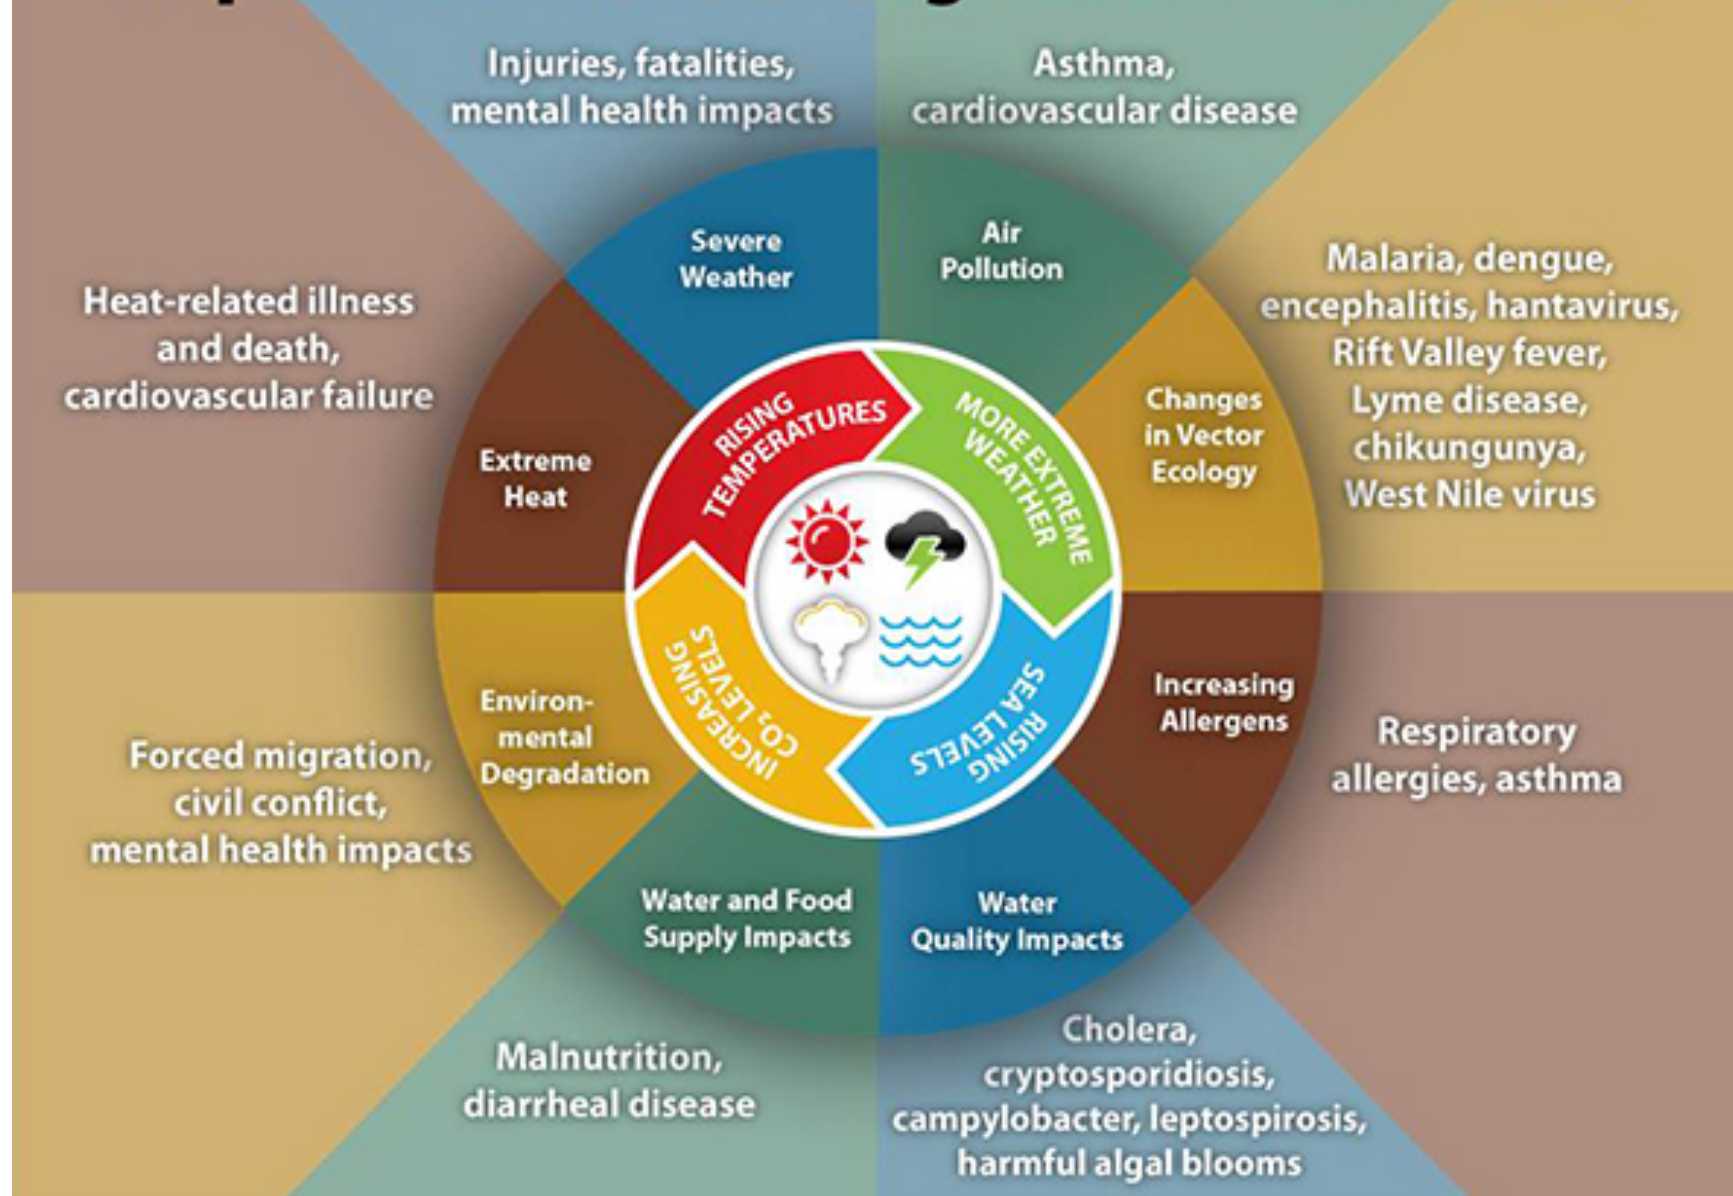 Injuries, fatalities,
mental health impacts
Asthma,
cardiovascular disease
Severe
Weather
Air
Pollution
Heat-related illness
and death,
cardiovascular failure
Malaria, dengue,
encephalitis, hantavirus,
Rift Valley fever,
Lyme disease,
chikungunya,
West Nile virus
Extreme
Heat
Changes
in Vector
Ecology
RISING
TEMPERATURES
MORE EXTREME
WEATHER
INCREASING
CO₂ LEVELS
RISING
SEA LEVELS
Environ-
mental
Degradation
Increasing
Allergens
Forced migration,
civil conflict,
mental health impacts
Respiratory
allergies, asthma
Water and Food
Supply Impacts
Water
Quality Impacts
Malnutrition,
diarrheal disease
Cholera,
cryptosporidiosis,
campylobacter, leptospirosis,
harmful algal blooms